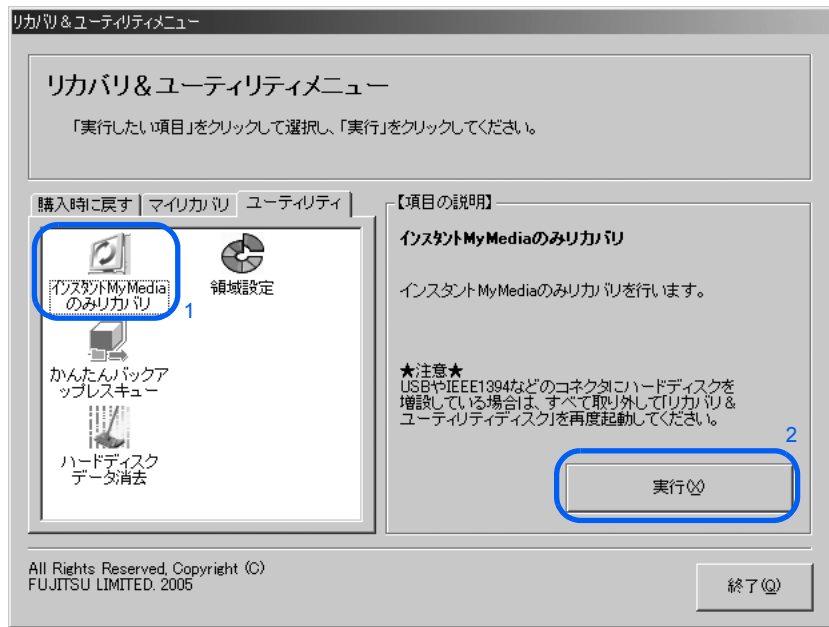 リカバリ&ユーティリティメニュー
リカバリ&ユーティリティメニュー
「実行したい項目」をクリックして選択し、「実行」をクリックしてください。
購入時に戻す
マイリカバリ
ユーティリティ
インスタントMyMedia
のみリカバリ
1
領域設定
かんたんバックア
ップレスキュー
ハードディスク
データ消去
【項目の説明】
インスタントMyMediaのみリカバリ
インスタントMyMediaのみリカバリを行います。
★注意★
USBやIEEE1394などのコネクタにハードディスクを
増設している場合は、すべて取り外して「リカバリ&
ユーティリティディスク」を再度起動してください。
2
実行(X)
All Rights Reserved, Copyright (C)
FUJITSU LIMITED. 2005
終了(Q)